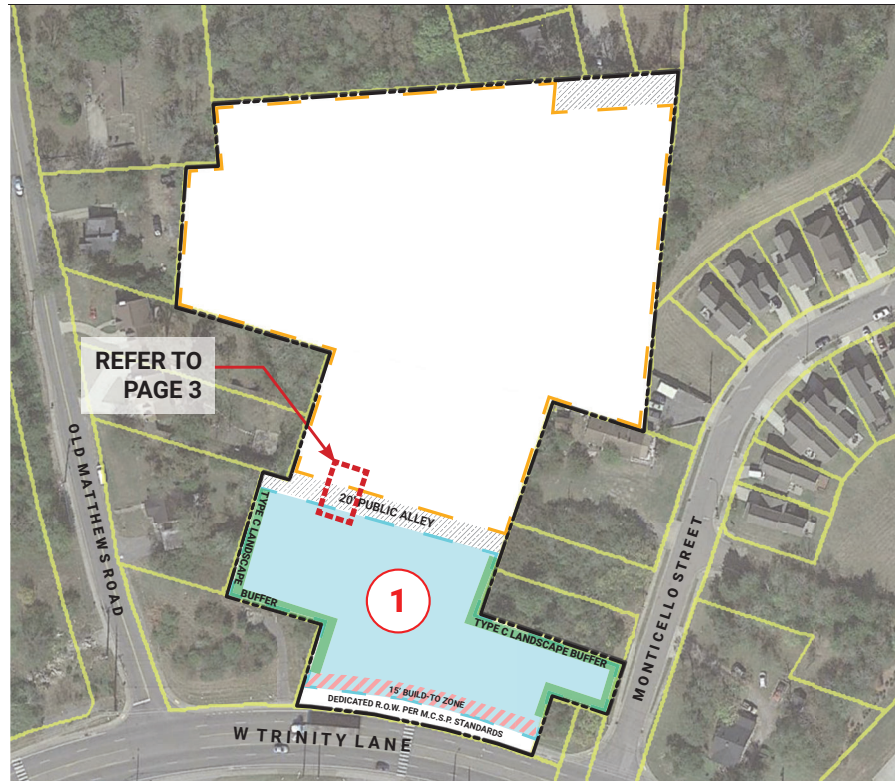 REFER TO
PAGE 3
OLD MATTHEWS ROAD
20' PUBLIC ALLEY
TYPE C LANDSCAPE
BUFFER
1
TYPE C LANDSCAPE BUFFER
MONTICELLO STREET
15' BUILD-TO ZONE
DEDICATED R.O.W. PER M.C.S.P. STANDARDS
W TRINITY LANE